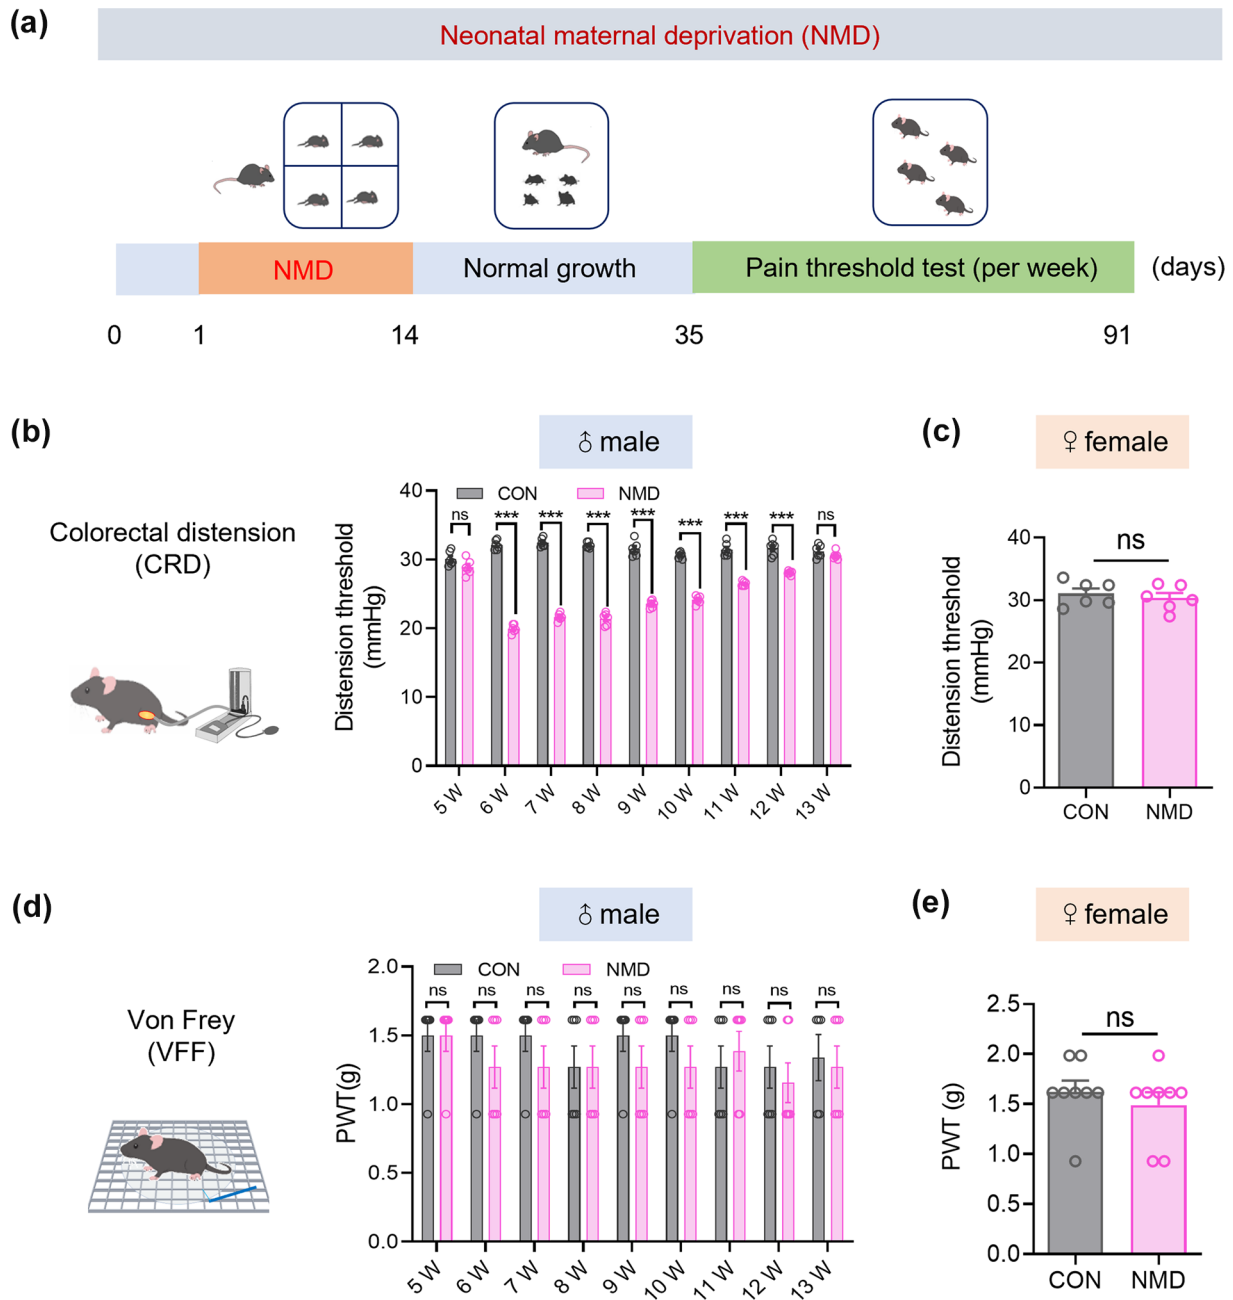 (a)
Neonatal maternal deprivation (NMD)
NMD
Normal growth
Pain threshold test (per week)
(days)
0 1 14 35 91
(b)
♂ male
(c)
♀ female
Colorectal distension
(CRD)
Distension threshold
(mmHg)
CON NMD
40
30
20
10
0
ns *** *** *** *** *** *** *** ns
5 W 6 W 7 W 8 W 9 W 10 W 11 W 12 W 13 W
Distension threshold
(mmHg)
40
30
20
10
0
ns
CON NMD
(d)
♂ male
(e)
♀ female
Von Frey
(VFF)
PWT(g)
CON NMD
2.0
1.5
1.0
0.5
0.0
ns ns ns ns ns ns ns ns ns
5 W 6 W 7 W 8 W 9 W 10 W 11 W 12 W 13 W
PWT (g)
2.5
2.0
1.5
1.0
0.5
0.0
ns
CON NMD